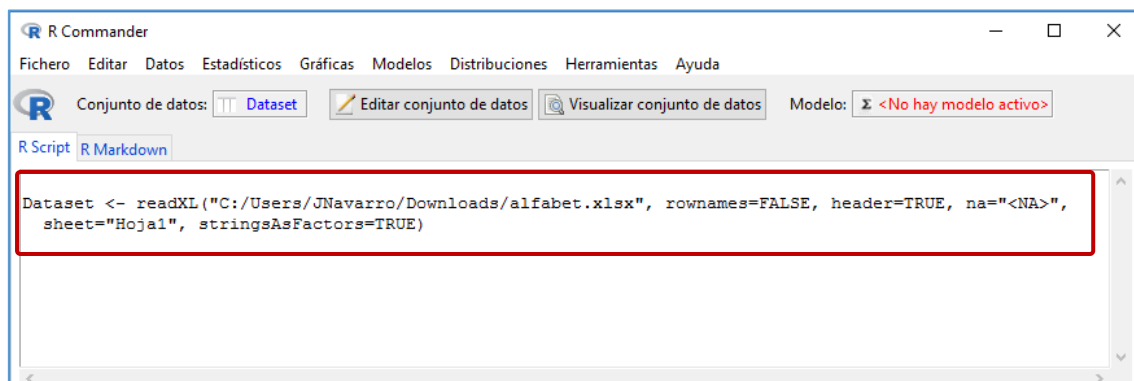 R Commander
Fichero Editar Datos Estadísticos Gráficas Modelos Distribuciones Herramientas Ayuda
R Conjunto de datos: Dataset Editar conjunto de datos Visualizar conjunto de datos Modelo: Σ <No hay modelo activo>
R Script R Markdown
Dataset <- readXL("C:/Users/JNavarro/Downloads/alfabet.xlsx", rownames=FALSE, header=TRUE, na="<NA>",
sheet="Hoja1", stringsAsFactors=TRUE)